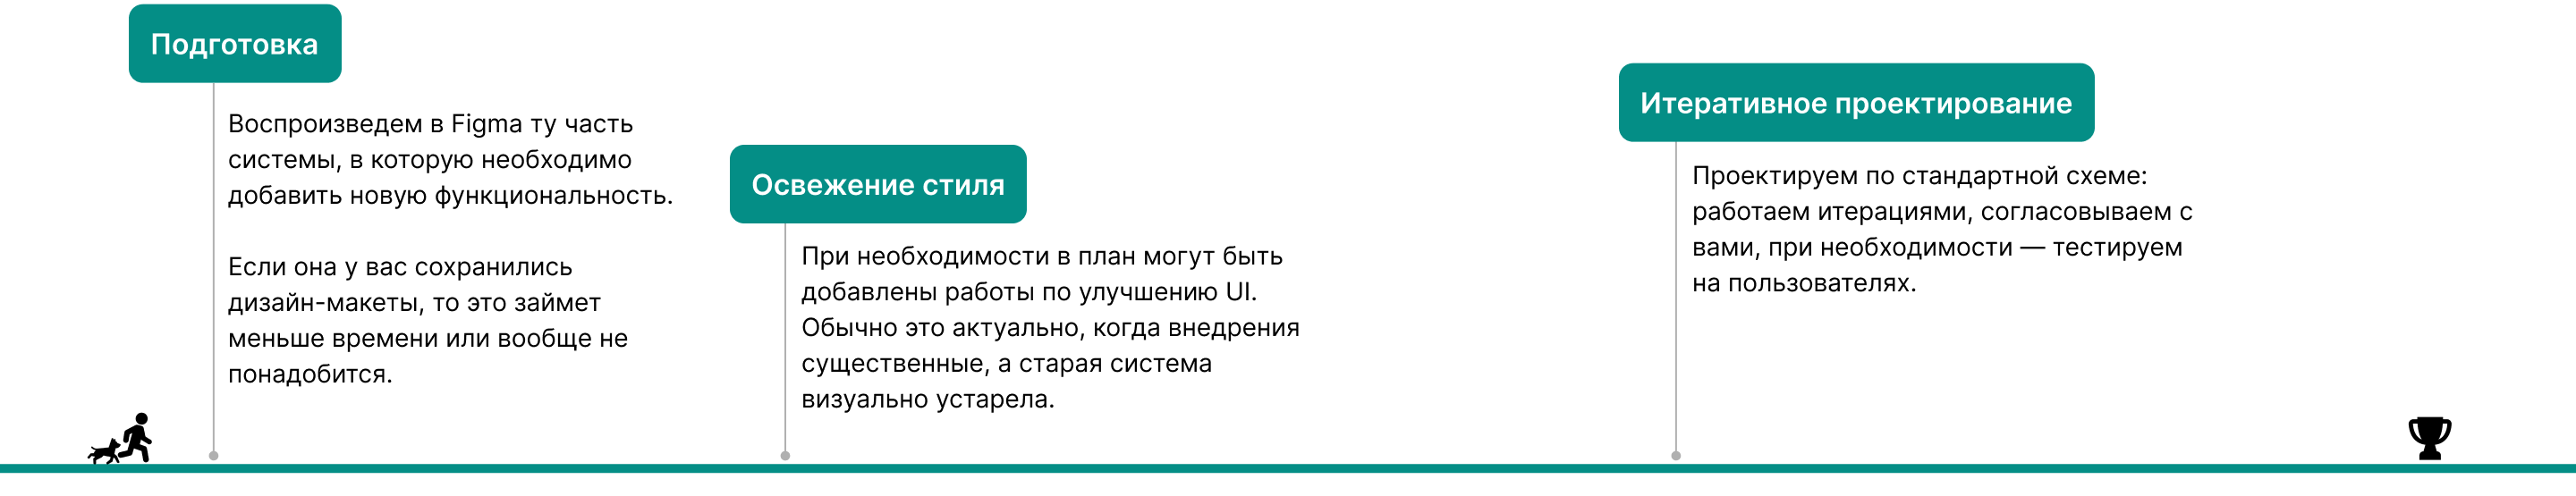 Подготовка
Воспроизведем в Figma ту часть
системы, в которую необходимо
добавить новую функциональность.
Если она у вас сохранились
дизайн-макеты, то это займет
меньше времени или вообще не
понадобится.
Освежение стиля
При необходимости в план могут быть
добавлены работы по улучшению UI.
Обычно это актуально, когда внедрения
существенные, а старая система
визуально устарела.
Итеративное проектирование
Проектируем по стандартной схеме:
работаем итерациями, согласовываем с
вами, при необходимости — тестируем
на пользователях.